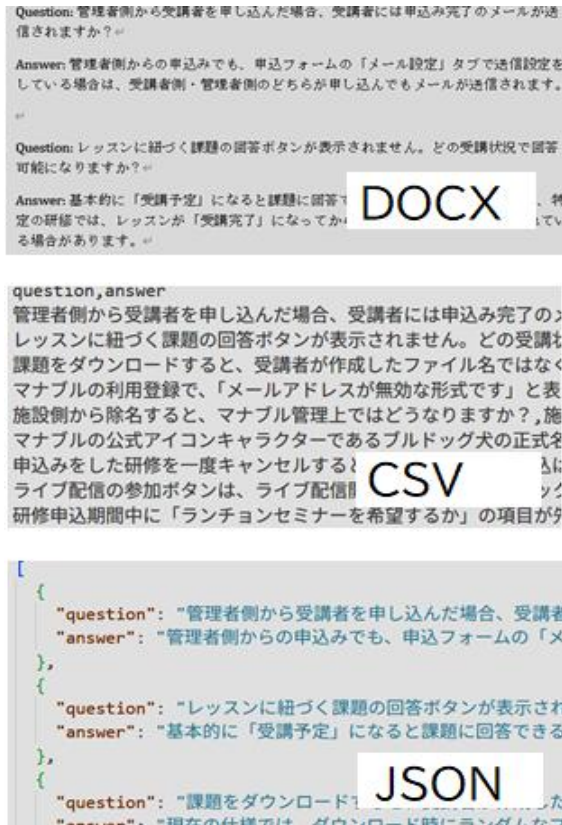 Question: 管理者側から受講者を申し込んだ場合、受講者には申込み完了のメールが送
信されますか？
Answer: 管理者側からの申込みでも、申込フォームの「メール設定」タブで送信設定を
している場合は、受講者側・管理者側のどちらが申し込んでもメールが送信されます。
Question: レッスンに紐づく課題の回答ボタンが表示されません。どの受講状況で回答
可能になりますか？
Answer: 基本的に「受講予定」になると課題に回答 、特
定の研修では、レッスンが「受講完了」になってか てい
る場合があります。
DOCX
question,answer
管理者側から受講者を申し込んだ場合、受講者には申込み完了の
レッスンに紐づく課題の回答ボタンが表示されません。どの受講
課題をダウンロードすると、受講者が作成したファイル名ではなく
マナブルの利用登録で、「メールアドレスが無効な形式です」と表
施設側から除名すると、マナブル管理上ではどうなりますか？,施
マナブルの公式アイコンキャラクターであるブルドッグ犬の正式名
申込みをした研修を一度キャンセルする
ライブ配信の参加ボタンは、ライブ配信
研修申込期間中に「ランチョンセミナーを希望するか」の項目が
CSV
[
{
"question": "管理者側から受講者を申し込んだ場合、受講者
"answer": "管理者側からの申込みでも、申込フォームの「メ
},
{
"question": "レッスンに紐づく課題の回答ボタンが表示され
"answer": "基本的に「受講予定」になると課題に回答できる
},
{
"question": "課題をダウンロード
JSON